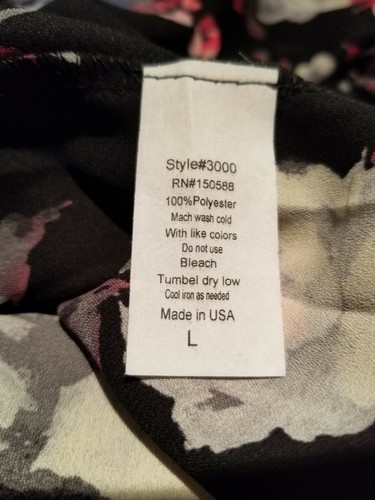 Style#3000
RN#150588
100%Polyester
Mach wash cold
With like colors
Do not use
Bleach
Tumbel dry low
Cool iron as needed
Made in USA
L